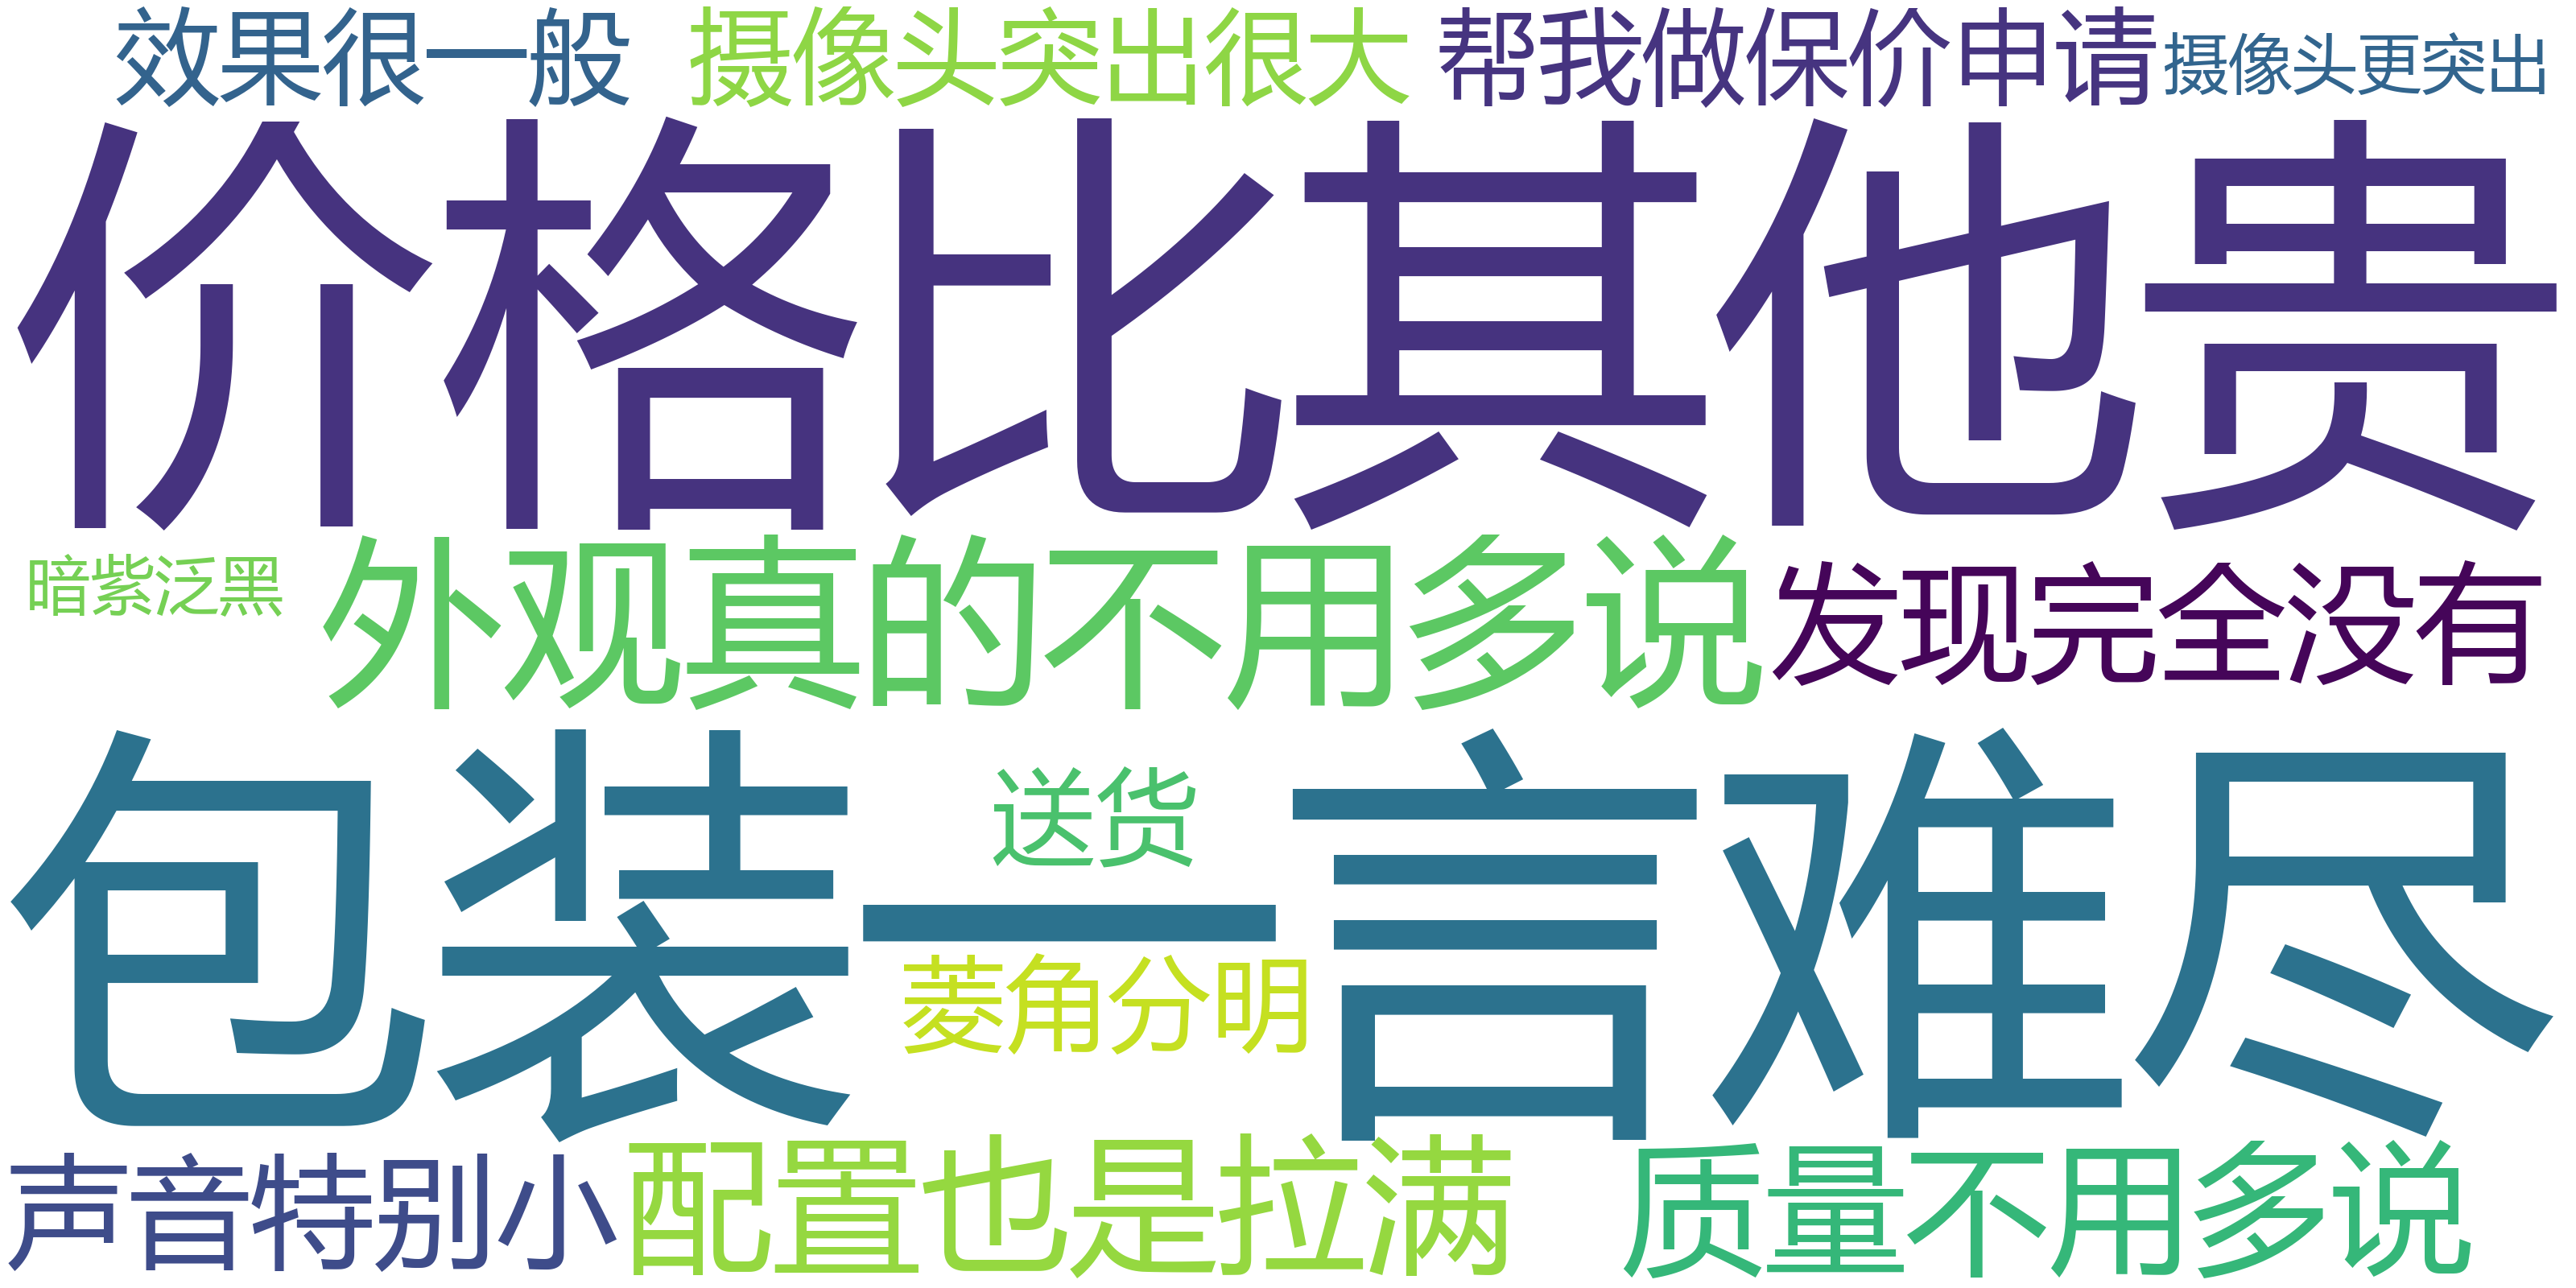 效果很一般
摄像头突出很大
帮我做保价申请
摄像头更突出
价格比其他贵
暗紫泛黑
外观真的不用多说
发现完全没有
包装一言难尽
送货
菱角分明
声音特别小
配置也是拉满
质量不用多说